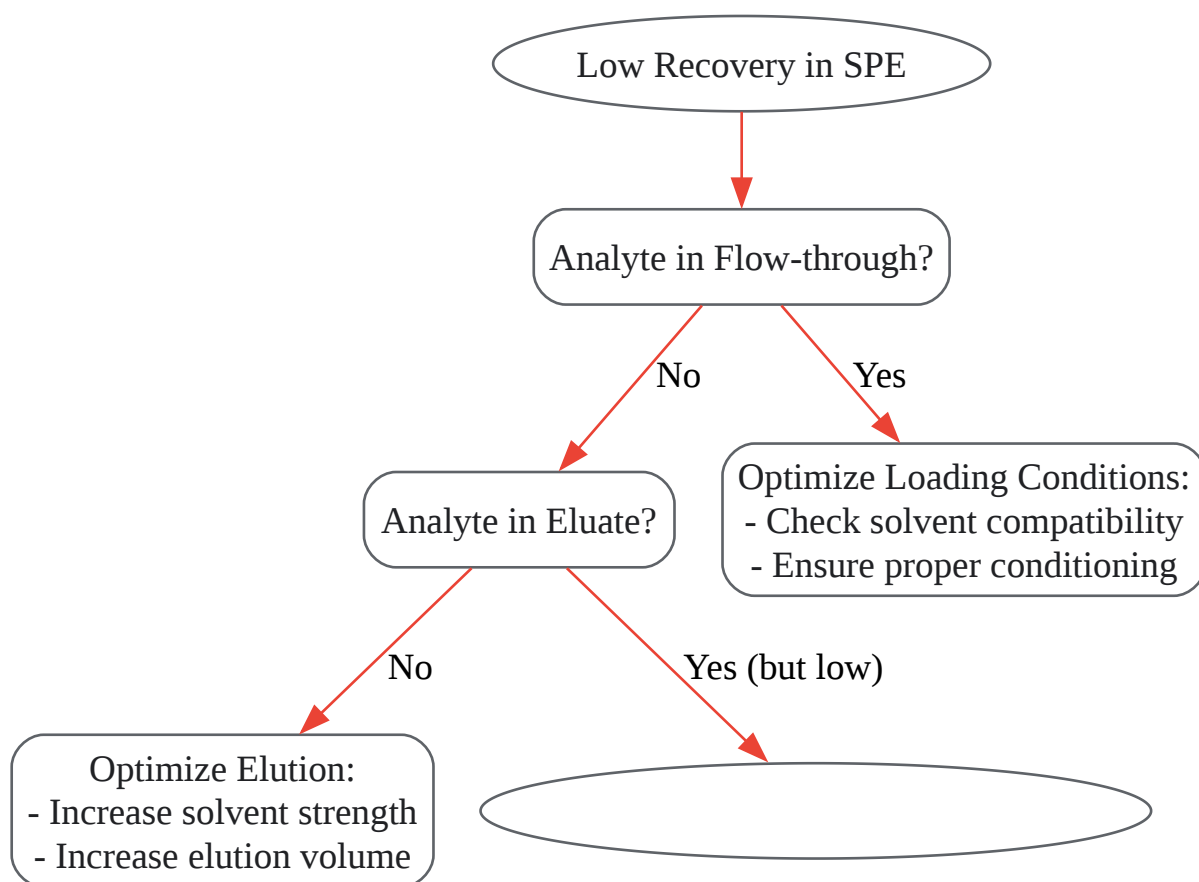 Low Recovery in SPE
Analyte in Flow-through?
No
Yes
Optimize Loading Conditions:
- Check solvent compatibility
- Ensure proper conditioning
Analyte in Eluate?
No
Yes (but low)
Optimize Elution:
- Increase solvent strength
- Increase elution volume